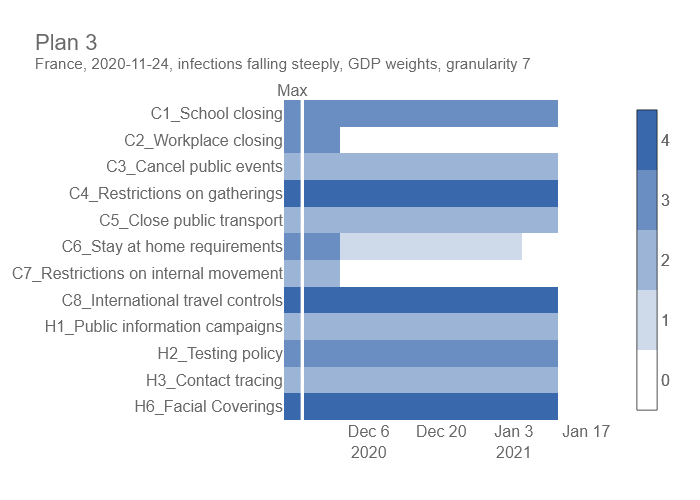 Plan 3
France, 2020-11-24, infections falling steeply, GDP weights, granularity 7
Max
C1_School closing
C2_Workplace closing
C3_Cancel public events
C4_Restrictions on gatherings
C5_Close public transport
C6_Stay at home requirements
C7_Restrictions on internal movement
C8_International travel controls
H1_Public information campaigns
H2_Testing policy
H3_Contact tracing
H6_Facial Coverings
Dec 6 Dec 20 Jan 3 Jan 17
2020 2021
4
3
2
1
0